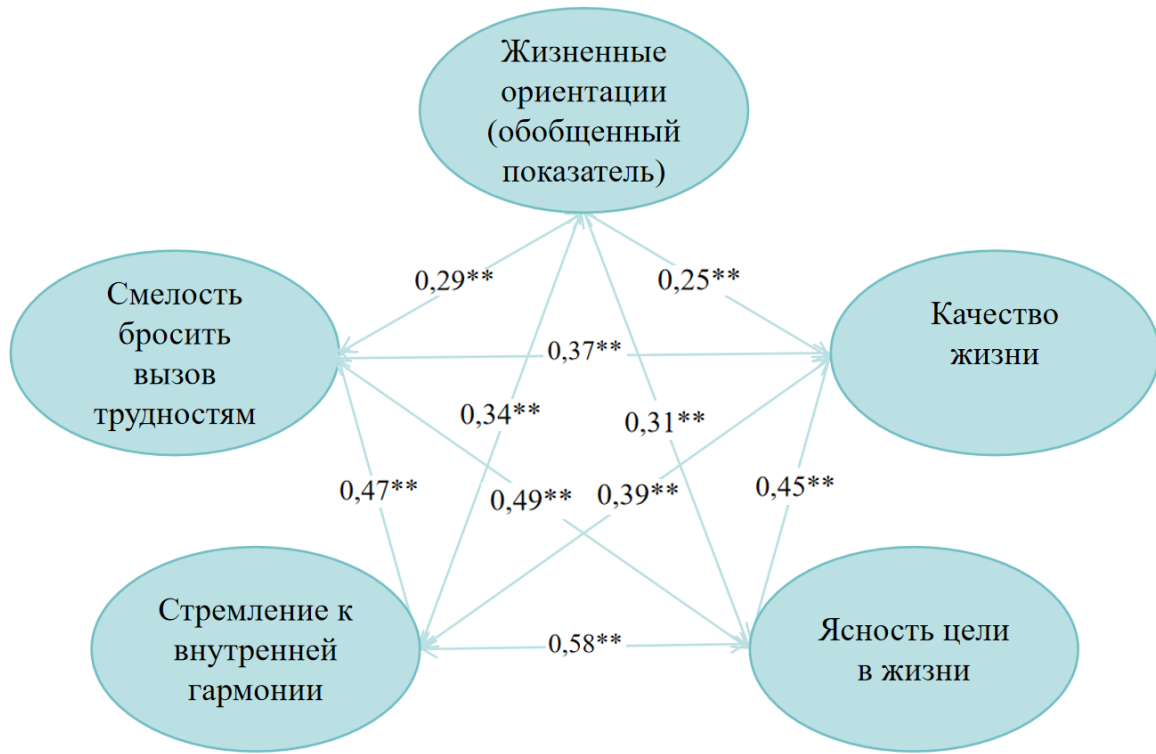 Жизненные
ориентации
(обобщенный
показатель)
0,29**
0,25**
Смелость
бросить
вызов
трудностям
Качество
жизни
0,37**
0,34**
0,31**
0,47**
0,49**
0,39**
0,45**
Стремление к
внутренней
гармонии
0,58**
Ясность цели
в жизни